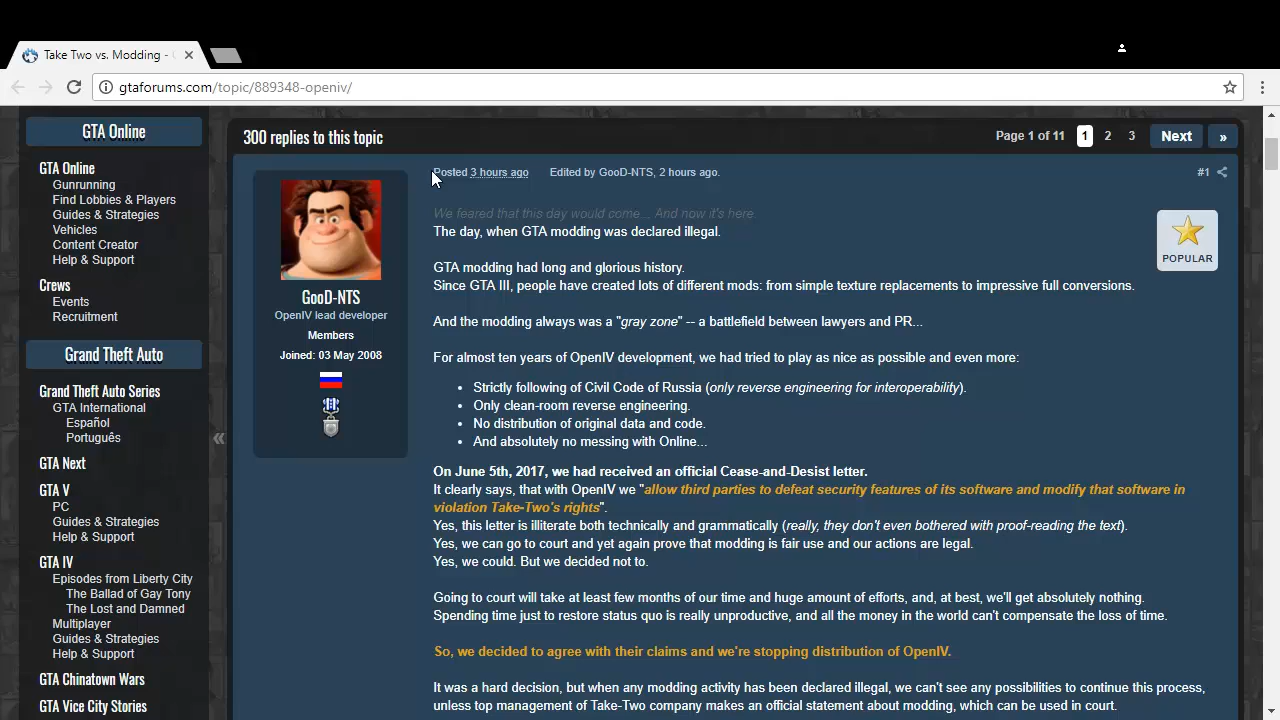 Take Two vs. Modding -
gtaforums.com/topic/889348-openiv/
GTA Online
GTA Online
Gunrunning
Find Lobbies & Players
Guides & Strategies
Vehicles
Content Creator
Help & Support
Crews
Events
Recruitment
Grand Theft Auto
Grand Theft Auto Series
GTA International
Español
Português
GTA Next
GTA V
PC
Guides & Strategies
Help & Support
GTA IV
Episodes from Liberty City
The Ballad of Gay Tony
The Lost and Damned
Multiplayer
Guides & Strategies
Help & Support
GTA Chinatown Wars
GTA Vice City Stories
300 replies to this topic
Page 1 of 11 1 2 3 Next »
GooD-NTS
OpenIV lead developer
Members
Joined: 03 May 2008
Posted 3 hours ago Edited by GooD-NTS, 2 hours ago.
#1
POPULAR
We feared that this day would come... And now it's here.
The day, when GTA modding was declared illegal.
GTA modding had long and glorious history.
Since GTA III, people have created lots of different mods: from simple texture replacements to impressive full conversions.
And the modding always was a "gray zone" -- a battlefield between lawyers and PR...
For almost ten years of OpenIV development, we had tried to play as nice as possible and even more:
• Strictly following of Civil Code of Russia (only reverse engineering for interoperability).
• Only clean-room reverse engineering.
• No distribution of original data and code.
• And absolutely no messing with Online...
On June 5th, 2017, we had received an official Cease-and-Desist letter.
It clearly says, that with OpenIV we "allow third parties to defeat security features of its software and modify that software in
violation Take-Two's rights".
Yes, this letter is illiterate both technically and grammatically (really, they don't even bothered with proof-reading the text).
Yes, we can go to court and yet again prove that modding is fair use and our actions are legal.
Yes, we could. But we decided not to.
Going to court will take at least few months of our time and huge amount of efforts, and, at best, we'll get absolutely nothing.
Spending time just to restore status quo is really unproductive, and all the money in the world can't compensate the loss of time.
So, we decided to agree with their claims and we're stopping distribution of OpenIV.
It was a hard decision, but when any modding activity has been declared illegal, we can't see any possibilities to continue this process,
unless top management of Take-Two company makes an official statement about modding, which can be used in court.